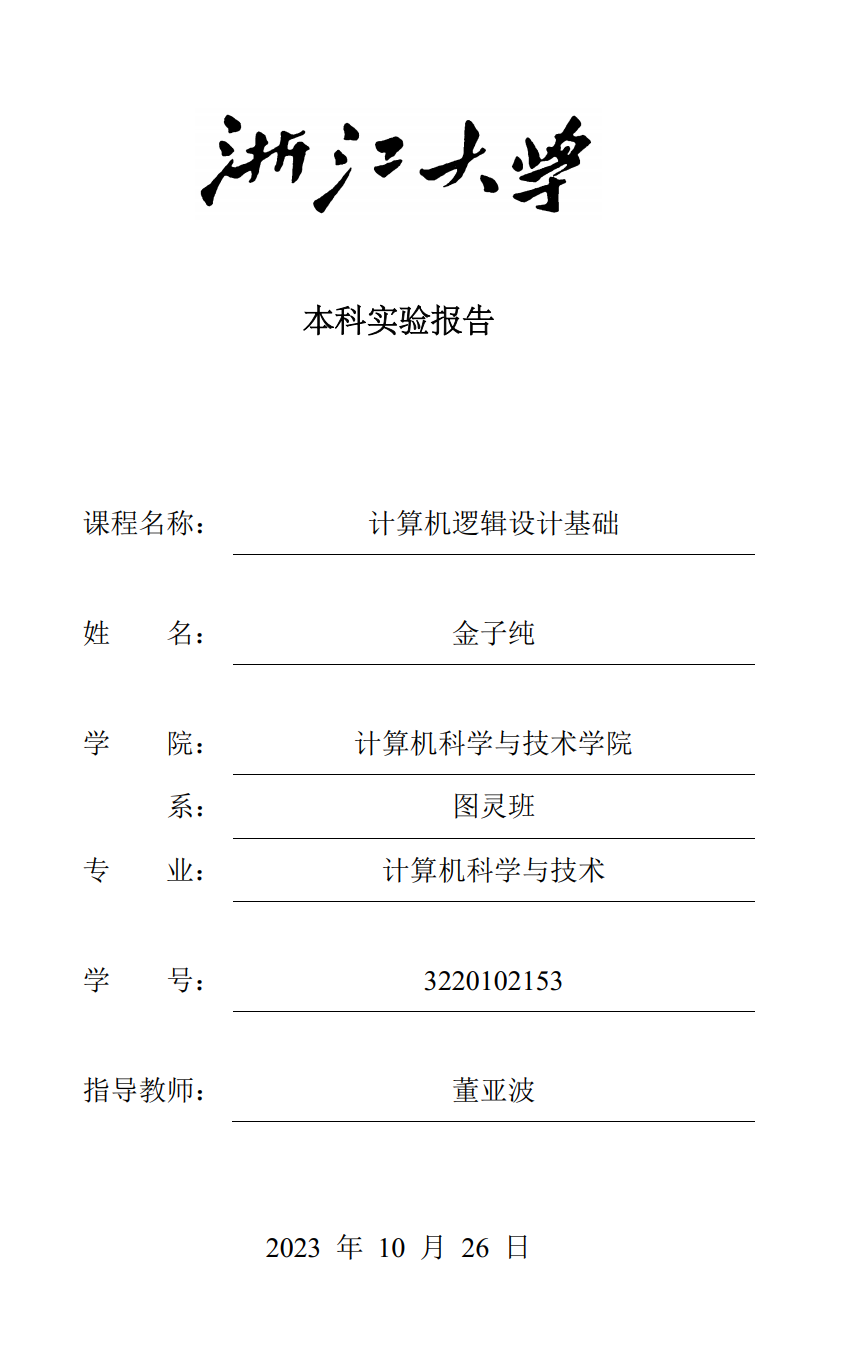 浙江大学
本科实验报告
课程名称： 计算机逻辑设计基础
姓 名： 金子纯
学 院： 计算机科学与技术学院
系： 图灵班
专 业： 计算机科学与技术
学 号： 3220102153
指导教师： 董亚波
2023 年 10 月 26 日